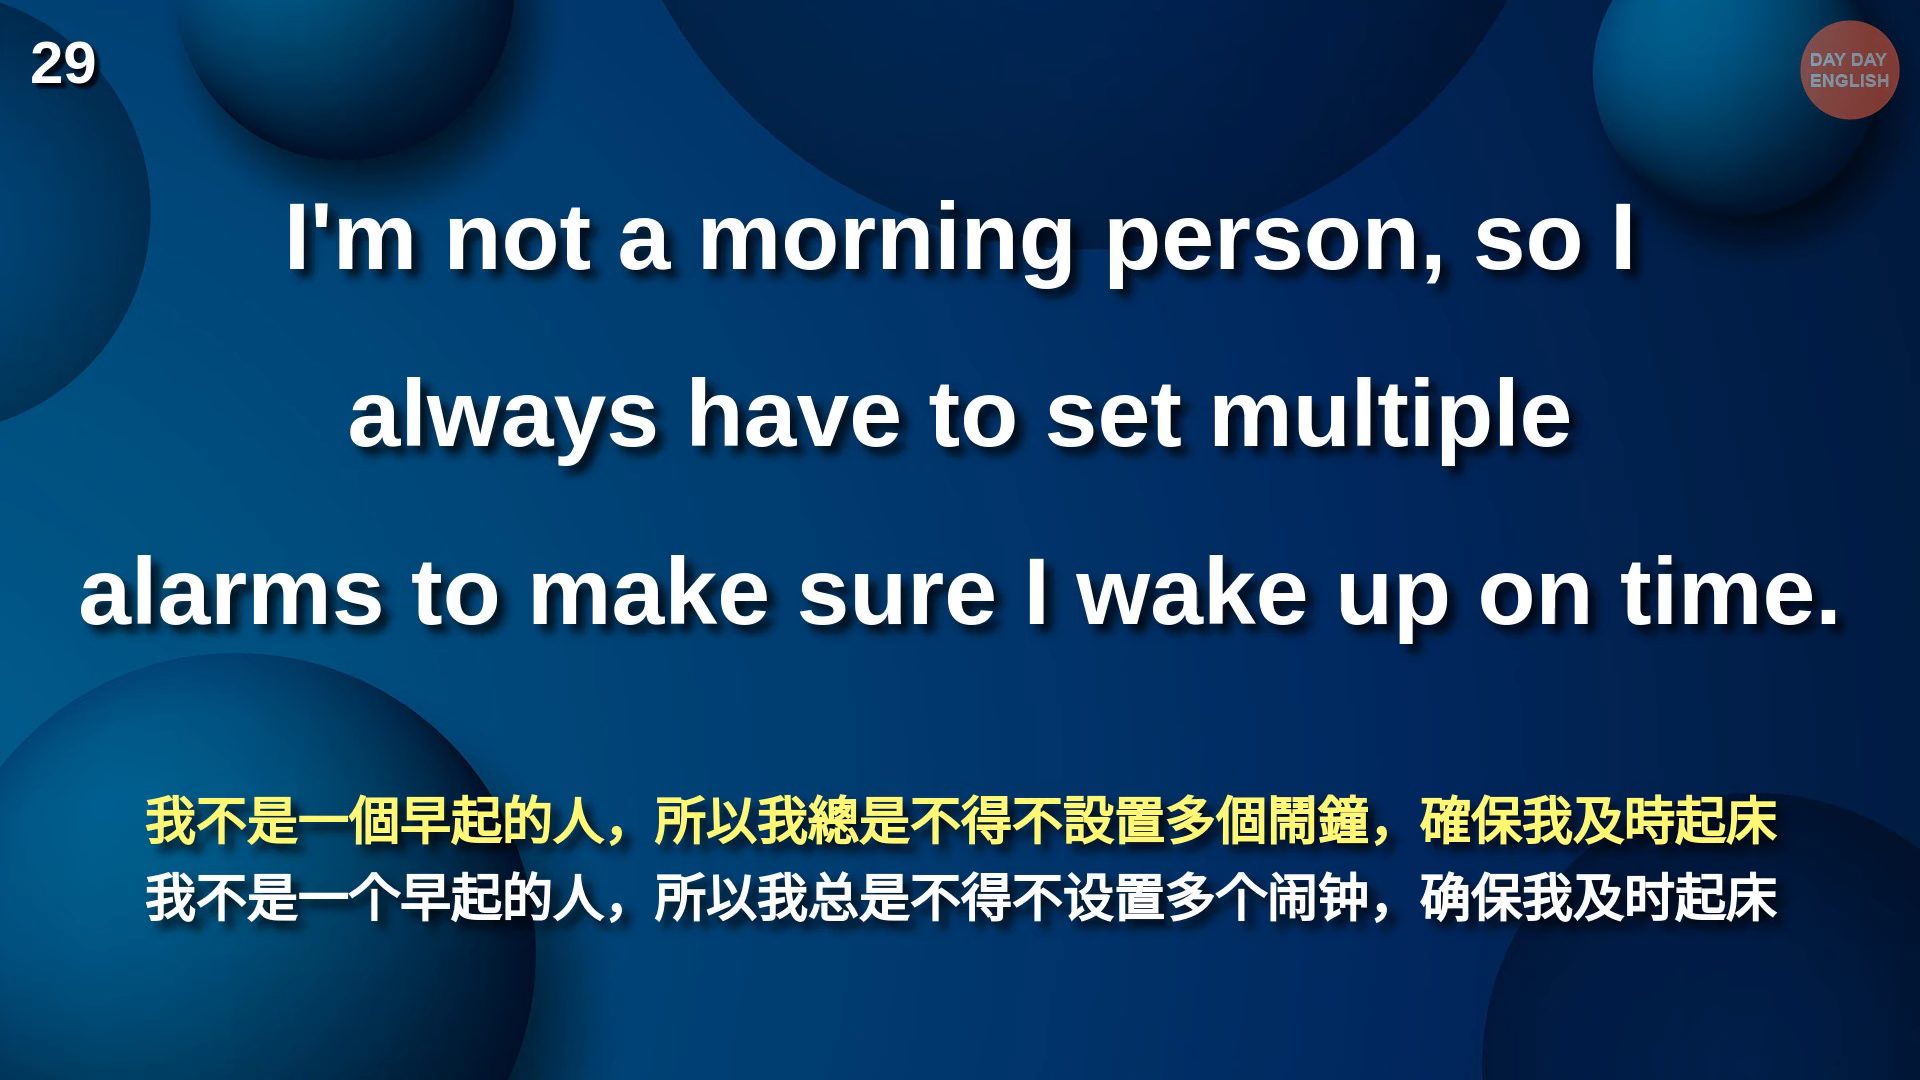 29
DAY DAY
ENGLISH
I'm not a morning person, so I
always have to set multiple
alarms to make sure I wake up on time.
我不是一個早起的人，所以我總是不得不設置多個鬧鐘，確保我及時起床
我不是一个早起的人，所以我总是不得不设置多个闹钟，确保我及时起床